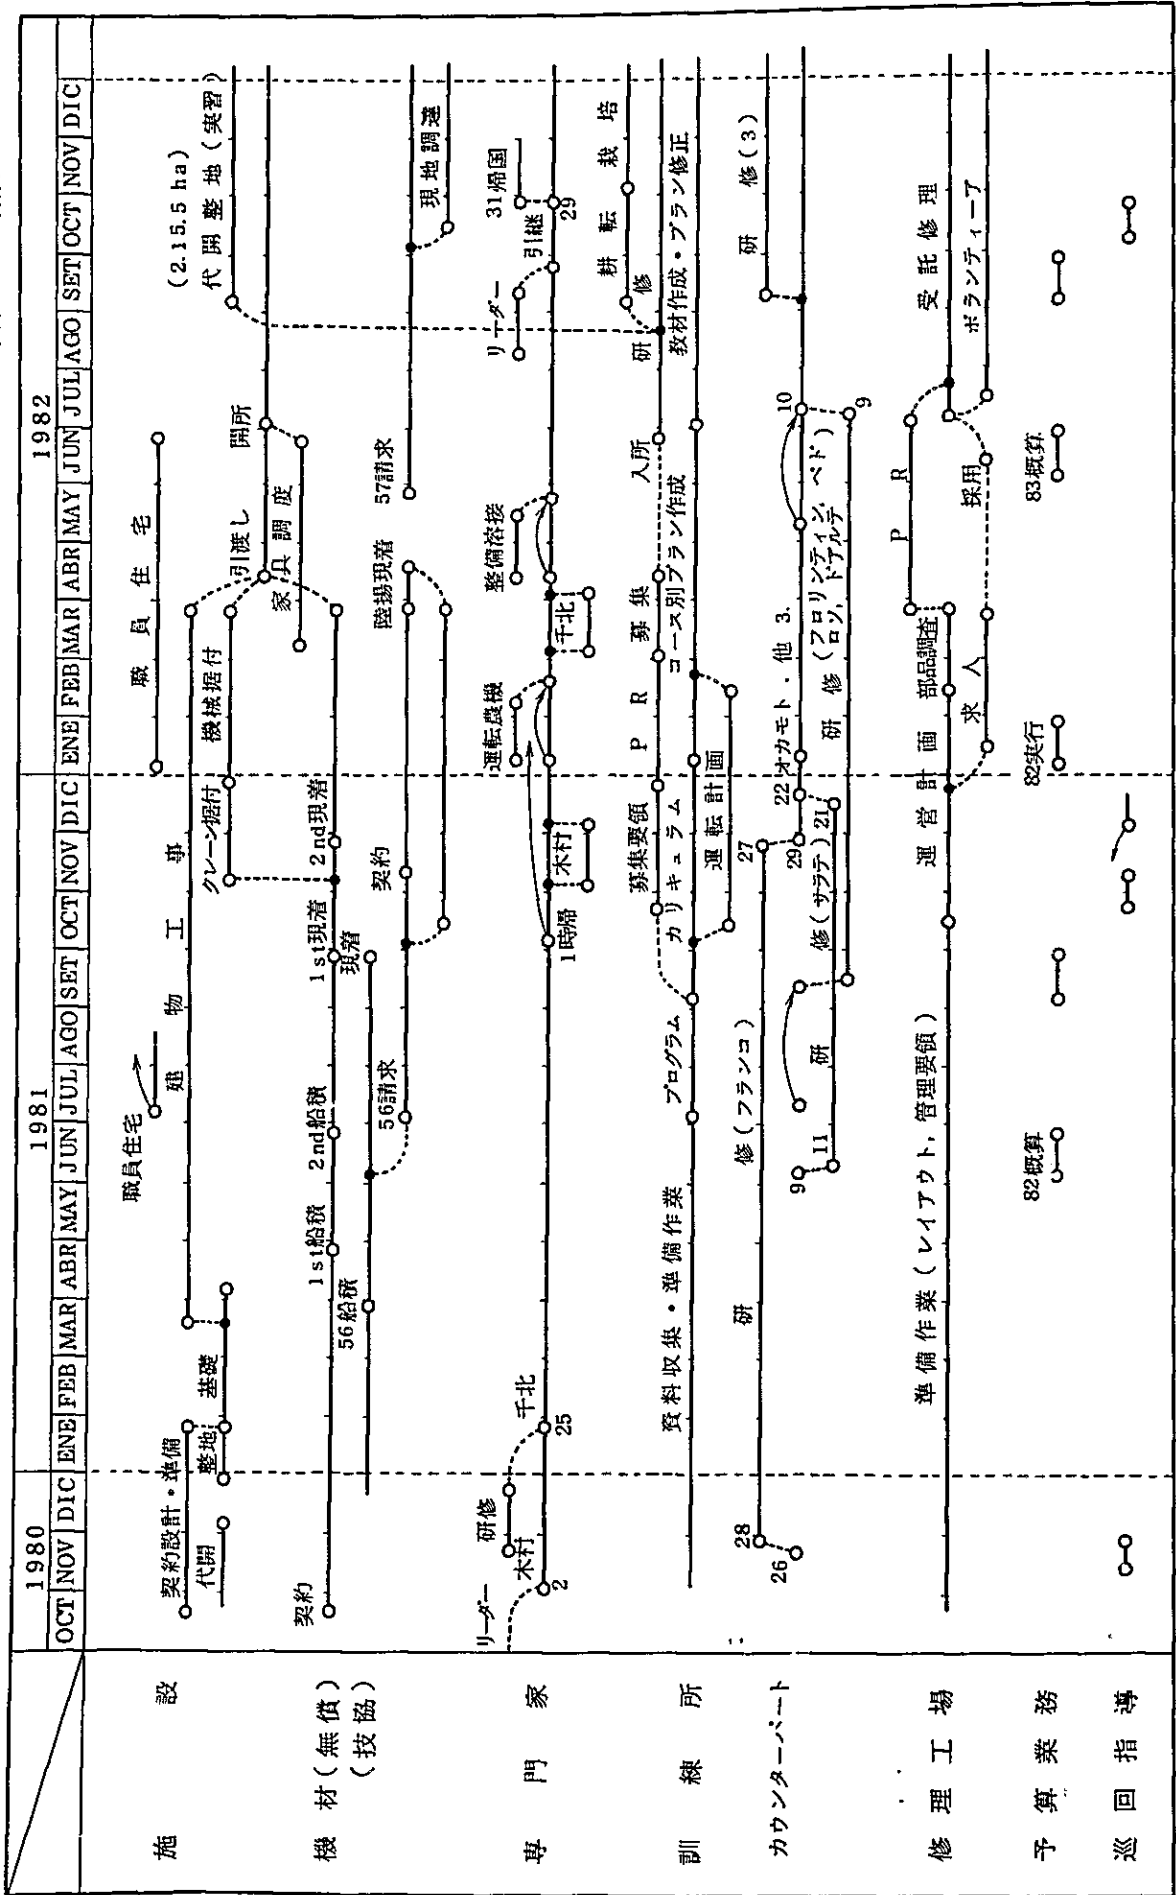 1980 1981 1982
OCT NOV DIC ENE FEB MAR ABR MAY JUN JUL AGO SET OCT NOV DIC ENE FEB MAR ABR MAY JUN JUL AGO SET OCT NOV DIC
施設
職員住宅
職員住宅
契約設計・準備
建物工事
代開
整地
基礎
クレーン据付
機械据付
引渡し
開所
家具調度
(2.15.5 ha)
代開整地(実習)
機材(無償)
(技協)
契約
1st船積
2nd船積
1st現着
2nd現着
56船積
現着
56請求
契約
陸揚現着
57請求
現地調達
専門家
リーダー
2
木村
研修
25
千北
1時帰
木村
運転農機
千北
整備溶接
リーダー
引継
31帰国
29
訓練所
資料収集・準備作業
プログラム
カリキュラム
募集要領
PR
募集
入所
研修
耕転栽培
運転計画
コース別プラン作成
教材作成・プラン修正
カウンターパート
28
26
研修(フランコ)
27
29
22
オカモト・他3.
9
11
研修(サラテ)
21
研修(フロリンティン, ペドロソ, ドアルテ)
10
9
研修(3)
修理工場
準備作業(レイアウト, 管理要領)
運営計画
部品調査
求人
採用
PR
受託修理
ボランティーア
予算業務
82概算
82実行
83概算
巡回指導